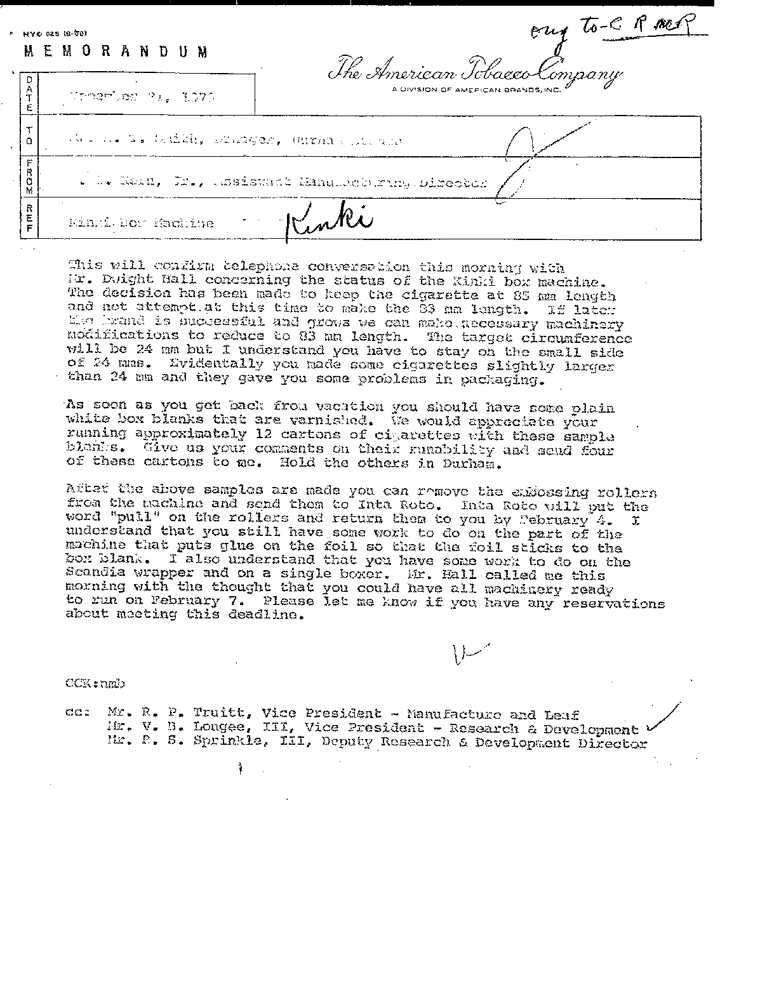 NYO 025
orig to- C R MER
MEMORANDUM
The American Tobacco Company
A DIVISION OF AMERICAN BRANDS, INC.
DATE
TO
Smith, Manager, Durham
FROM
Kern, Jr., Assistant Manufacturing Director
REF
Kinki Box Machine Kinki
This will confirm telephone conversation this morning with
Mr. Dwight Hall concerning the status of the Kinki box machine.
The decision has been made to keep the cigarette at 85 mm length
and not attempt at this time to make the 83 mm length. If later
the brand is successful and grows we can make necessary machinery
modifications to reduce to 83 mm length. The target circumference
will be 24 mm but I understand you have to stay on the small side
of 24 mms. Evidentally you made some cigarettes slightly larger
than 24 mm and they gave you some problems in packaging.
As soon as you get back from vacation you should have some plain
white box blanks that are varnished. We would appreciate your
running approximately 12 cartons of cigarettes with these sample
blanks. Give us your comments on their runability and send four
of these cartons to me. Hold the others in Durham.
After the above samples are made you can remove the embossing rollers
from the machine and send them to Inta Roto. Inta Roto will put the
word "pull" on the rollers and return them to you by February 4. I
understand that you still have some work to do on the part of the
machine that puts glue on the foil so that the foil sticks to the
box blank. I also understand that you have some work to do on the
Scandia wrapper and on a single boxer. Mr. Hall called me this
morning with the thought that you could have all machinery ready
to run on February 7. Please let me know if you have any reservations
about meeting this deadline.
CCK:nmb
cc: Mr. R. P. Truitt, Vice President - Manufacture and Leaf
Mr. V. B. Lougee, III, Vice President - Research & Development
Mr. R. S. Sprinkle, III, Deputy Research & Development Director